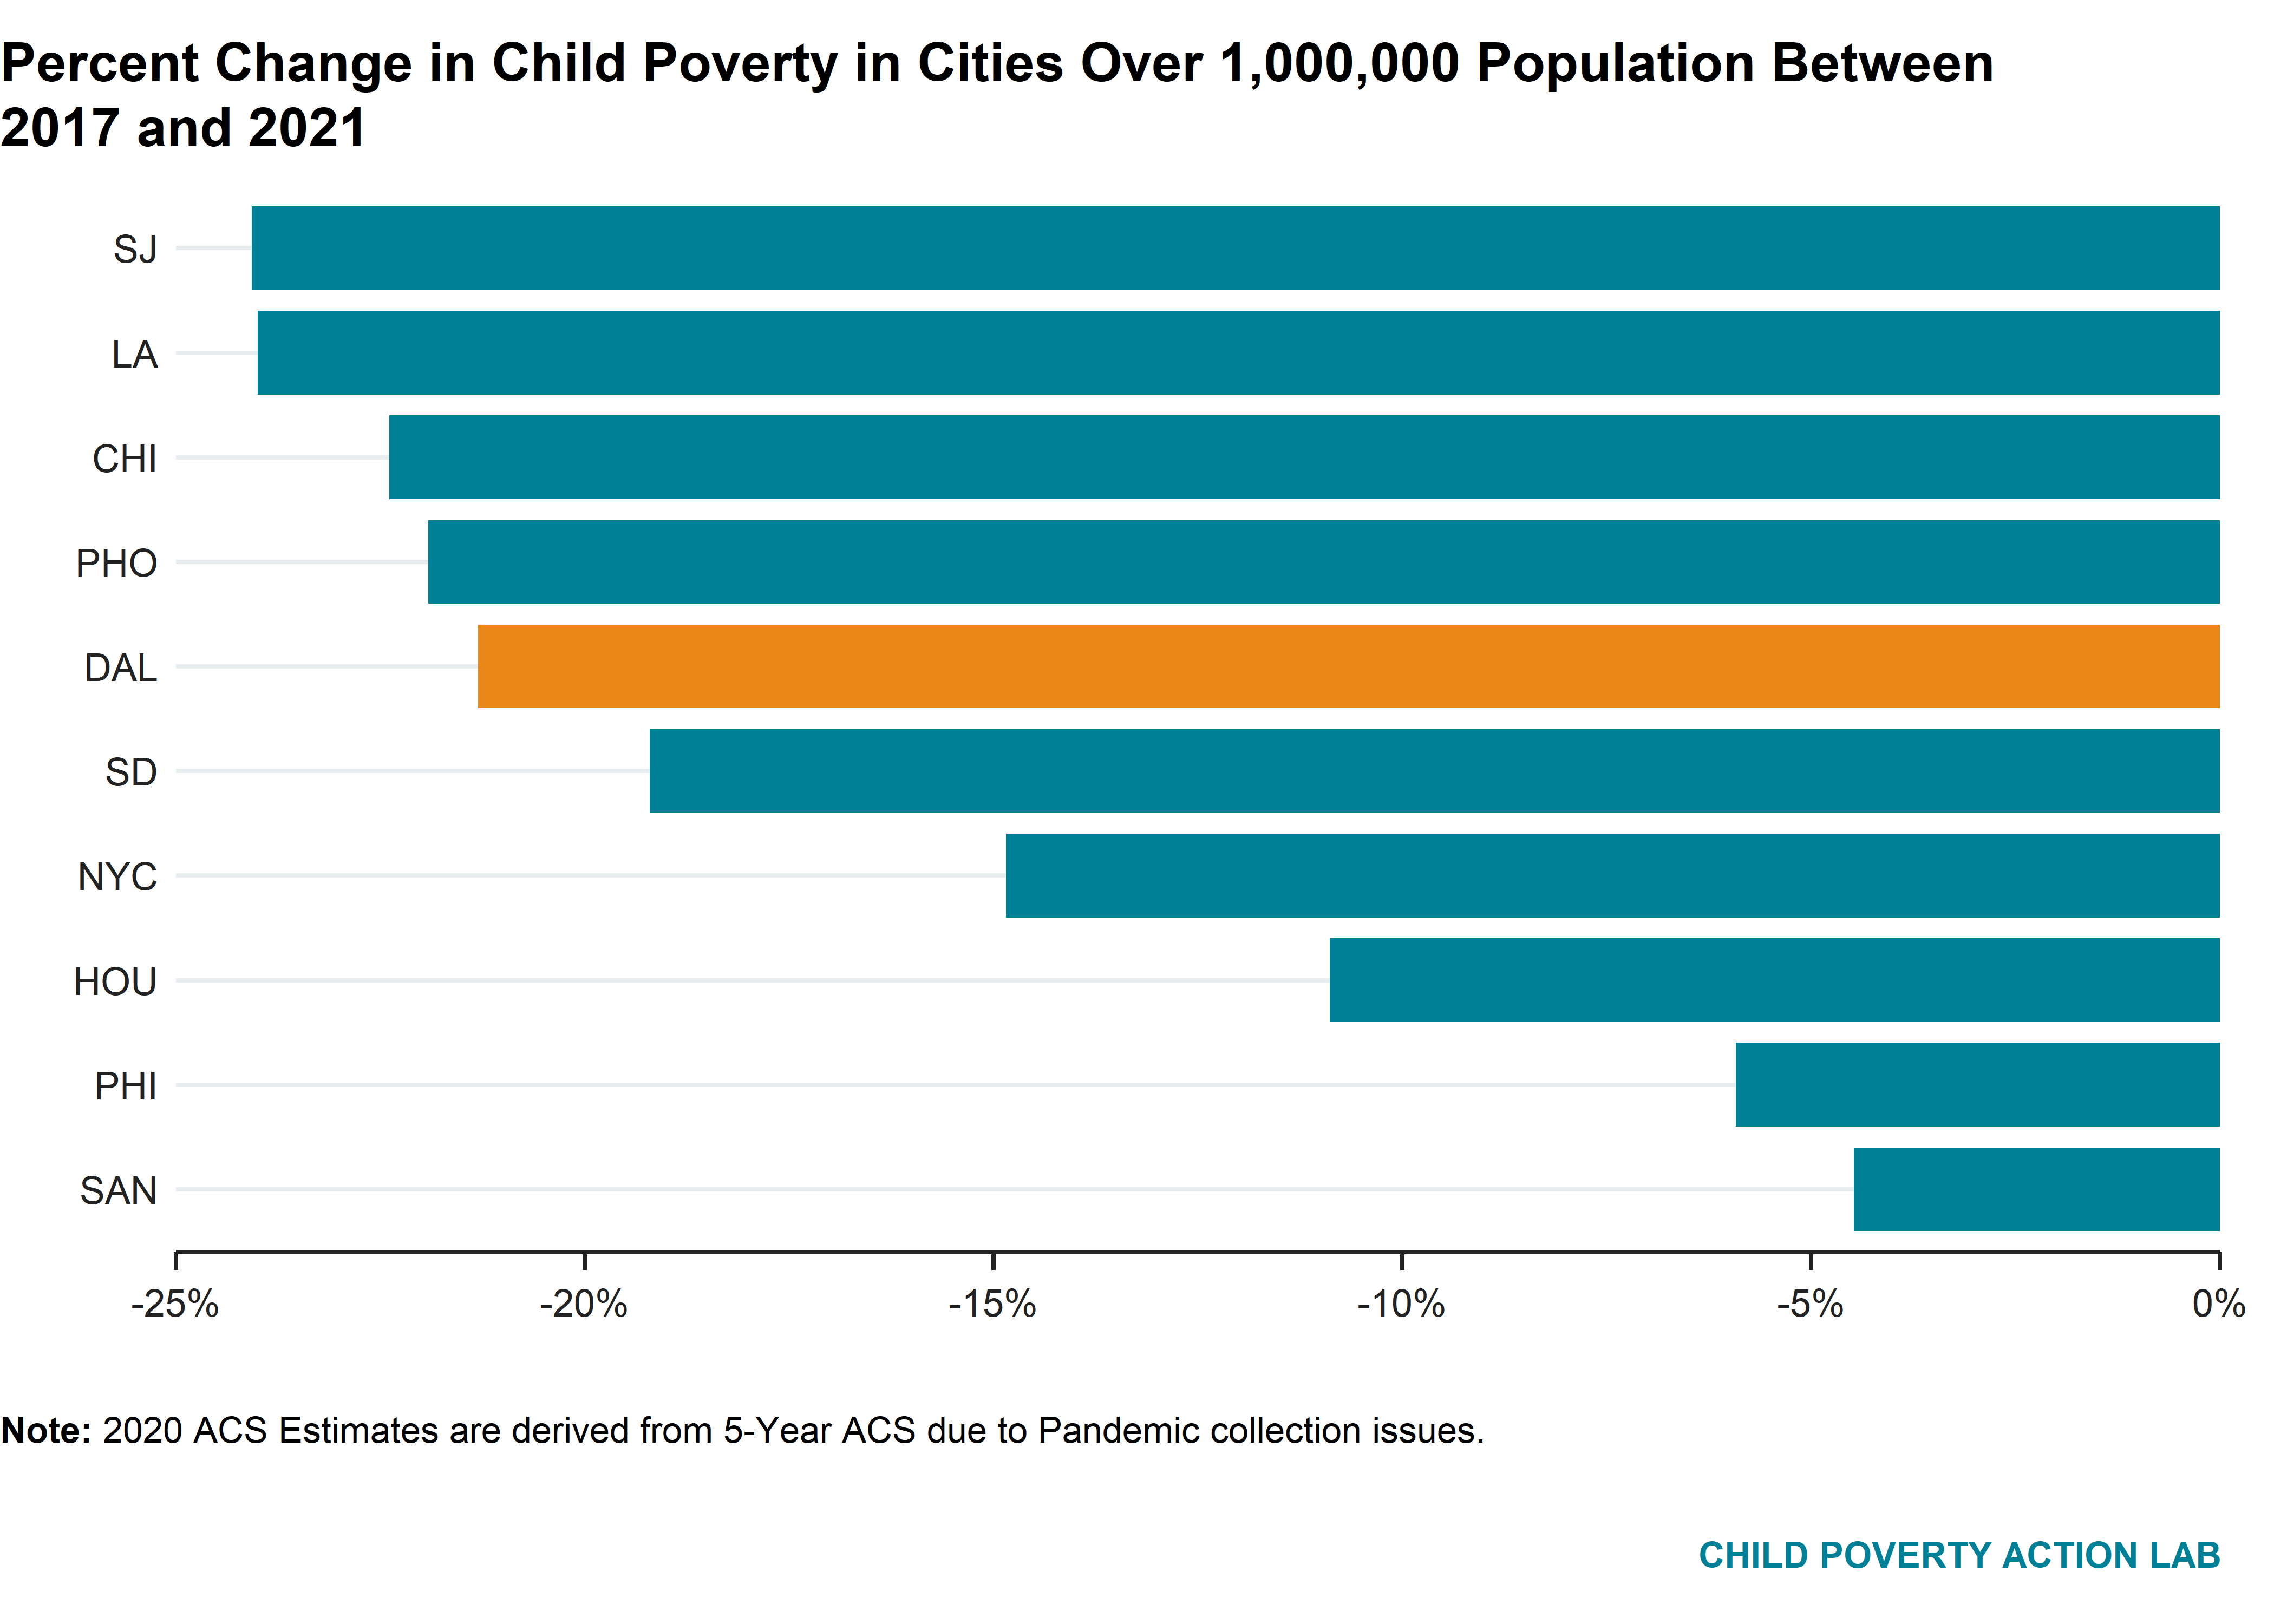 Percent Change in Child Poverty in Cities Over 1,000,000 Population Between
2017 and 2021
SJ
LA
CHI
PHO
DAL
SD
NYC
HOU
PHI
SAN
-25% -20% -15% -10% -5% 0%
Note: 2020 ACS Estimates are derived from 5-Year ACS due to Pandemic collection issues.
CHILD POVERTY ACTION LAB